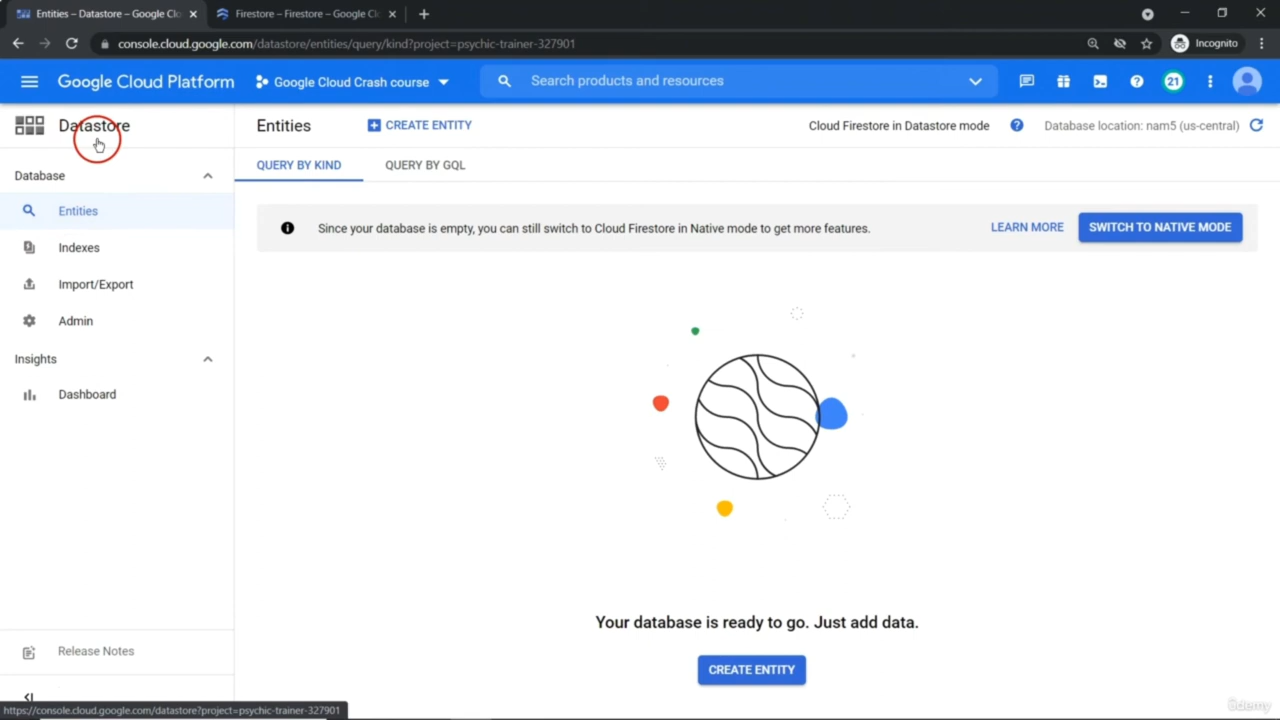 Entities – Datastore – Google Clo
Firestore – Firestore – Google Clo
console.cloud.google.com/datastore/entities/query/kind?project=psychic-trainer-327901
Incognito
Google Cloud Platform
Google Cloud Crash course
Search products and resources
21
Datastore
Entities
CREATE ENTITY
Cloud Firestore in Datastore mode
Database location: nam5 (us-central)
Database
QUERY BY KIND
QUERY BY GQL
Entities
Since your database is empty, you can still switch to Cloud Firestore in Native mode to get more features.
LEARN MORE
SWITCH TO NATIVE MODE
Indexes
Import/Export
Admin
Insights
Dashboard
Your database is ready to go. Just add data.
CREATE ENTITY
Release Notes
https://console.cloud.google.com/datastore?project=psychic-trainer-327901
ûdemy